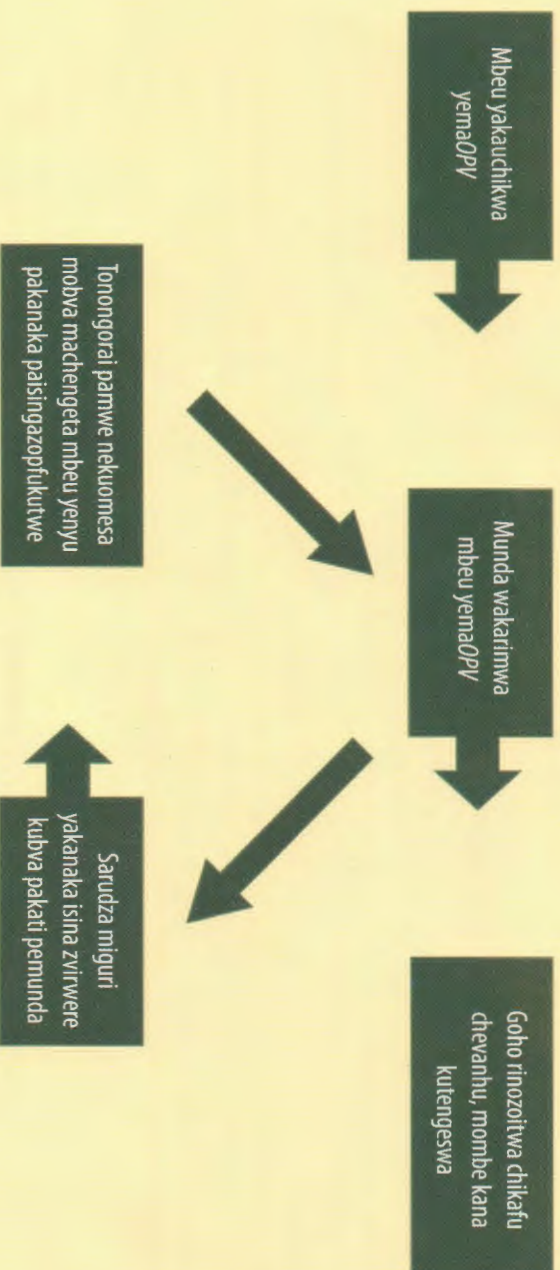 Mbeu yakauchikwa
yemaOPV
Munda wakarimwa
mbeu yemaOPV
Goho rinozoitwa chikafu
chevanhu, mombe kana
kutengeswa
Tonongorai pamwe nekuomesa
mobva machengeta mbeu yenyu
pakanaka paisingazopfukutwe
Sarudza miguri
yakanaka isina zvirwere
kubva pakati pemunda